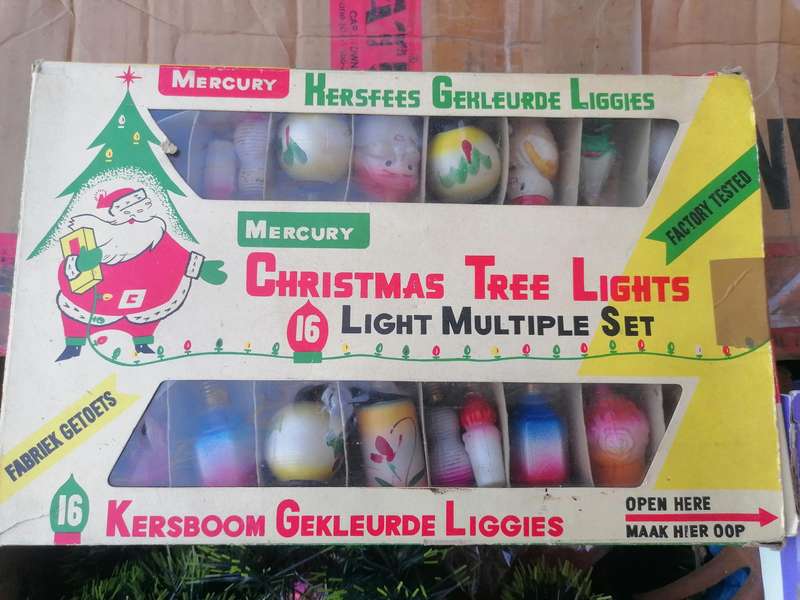 MERCURY
KERSFEES GEKLEURDE LIGGIES
FACTORY TESTED
MERCURY
CHRISTMAS TREE LIGHTS
16 LIGHT MULTIPLE SET
FABRIEK GETOETS
16 KERSBOOM GEKLEURDE LIGGIES
OPEN HERE
MAAK HIER OOP